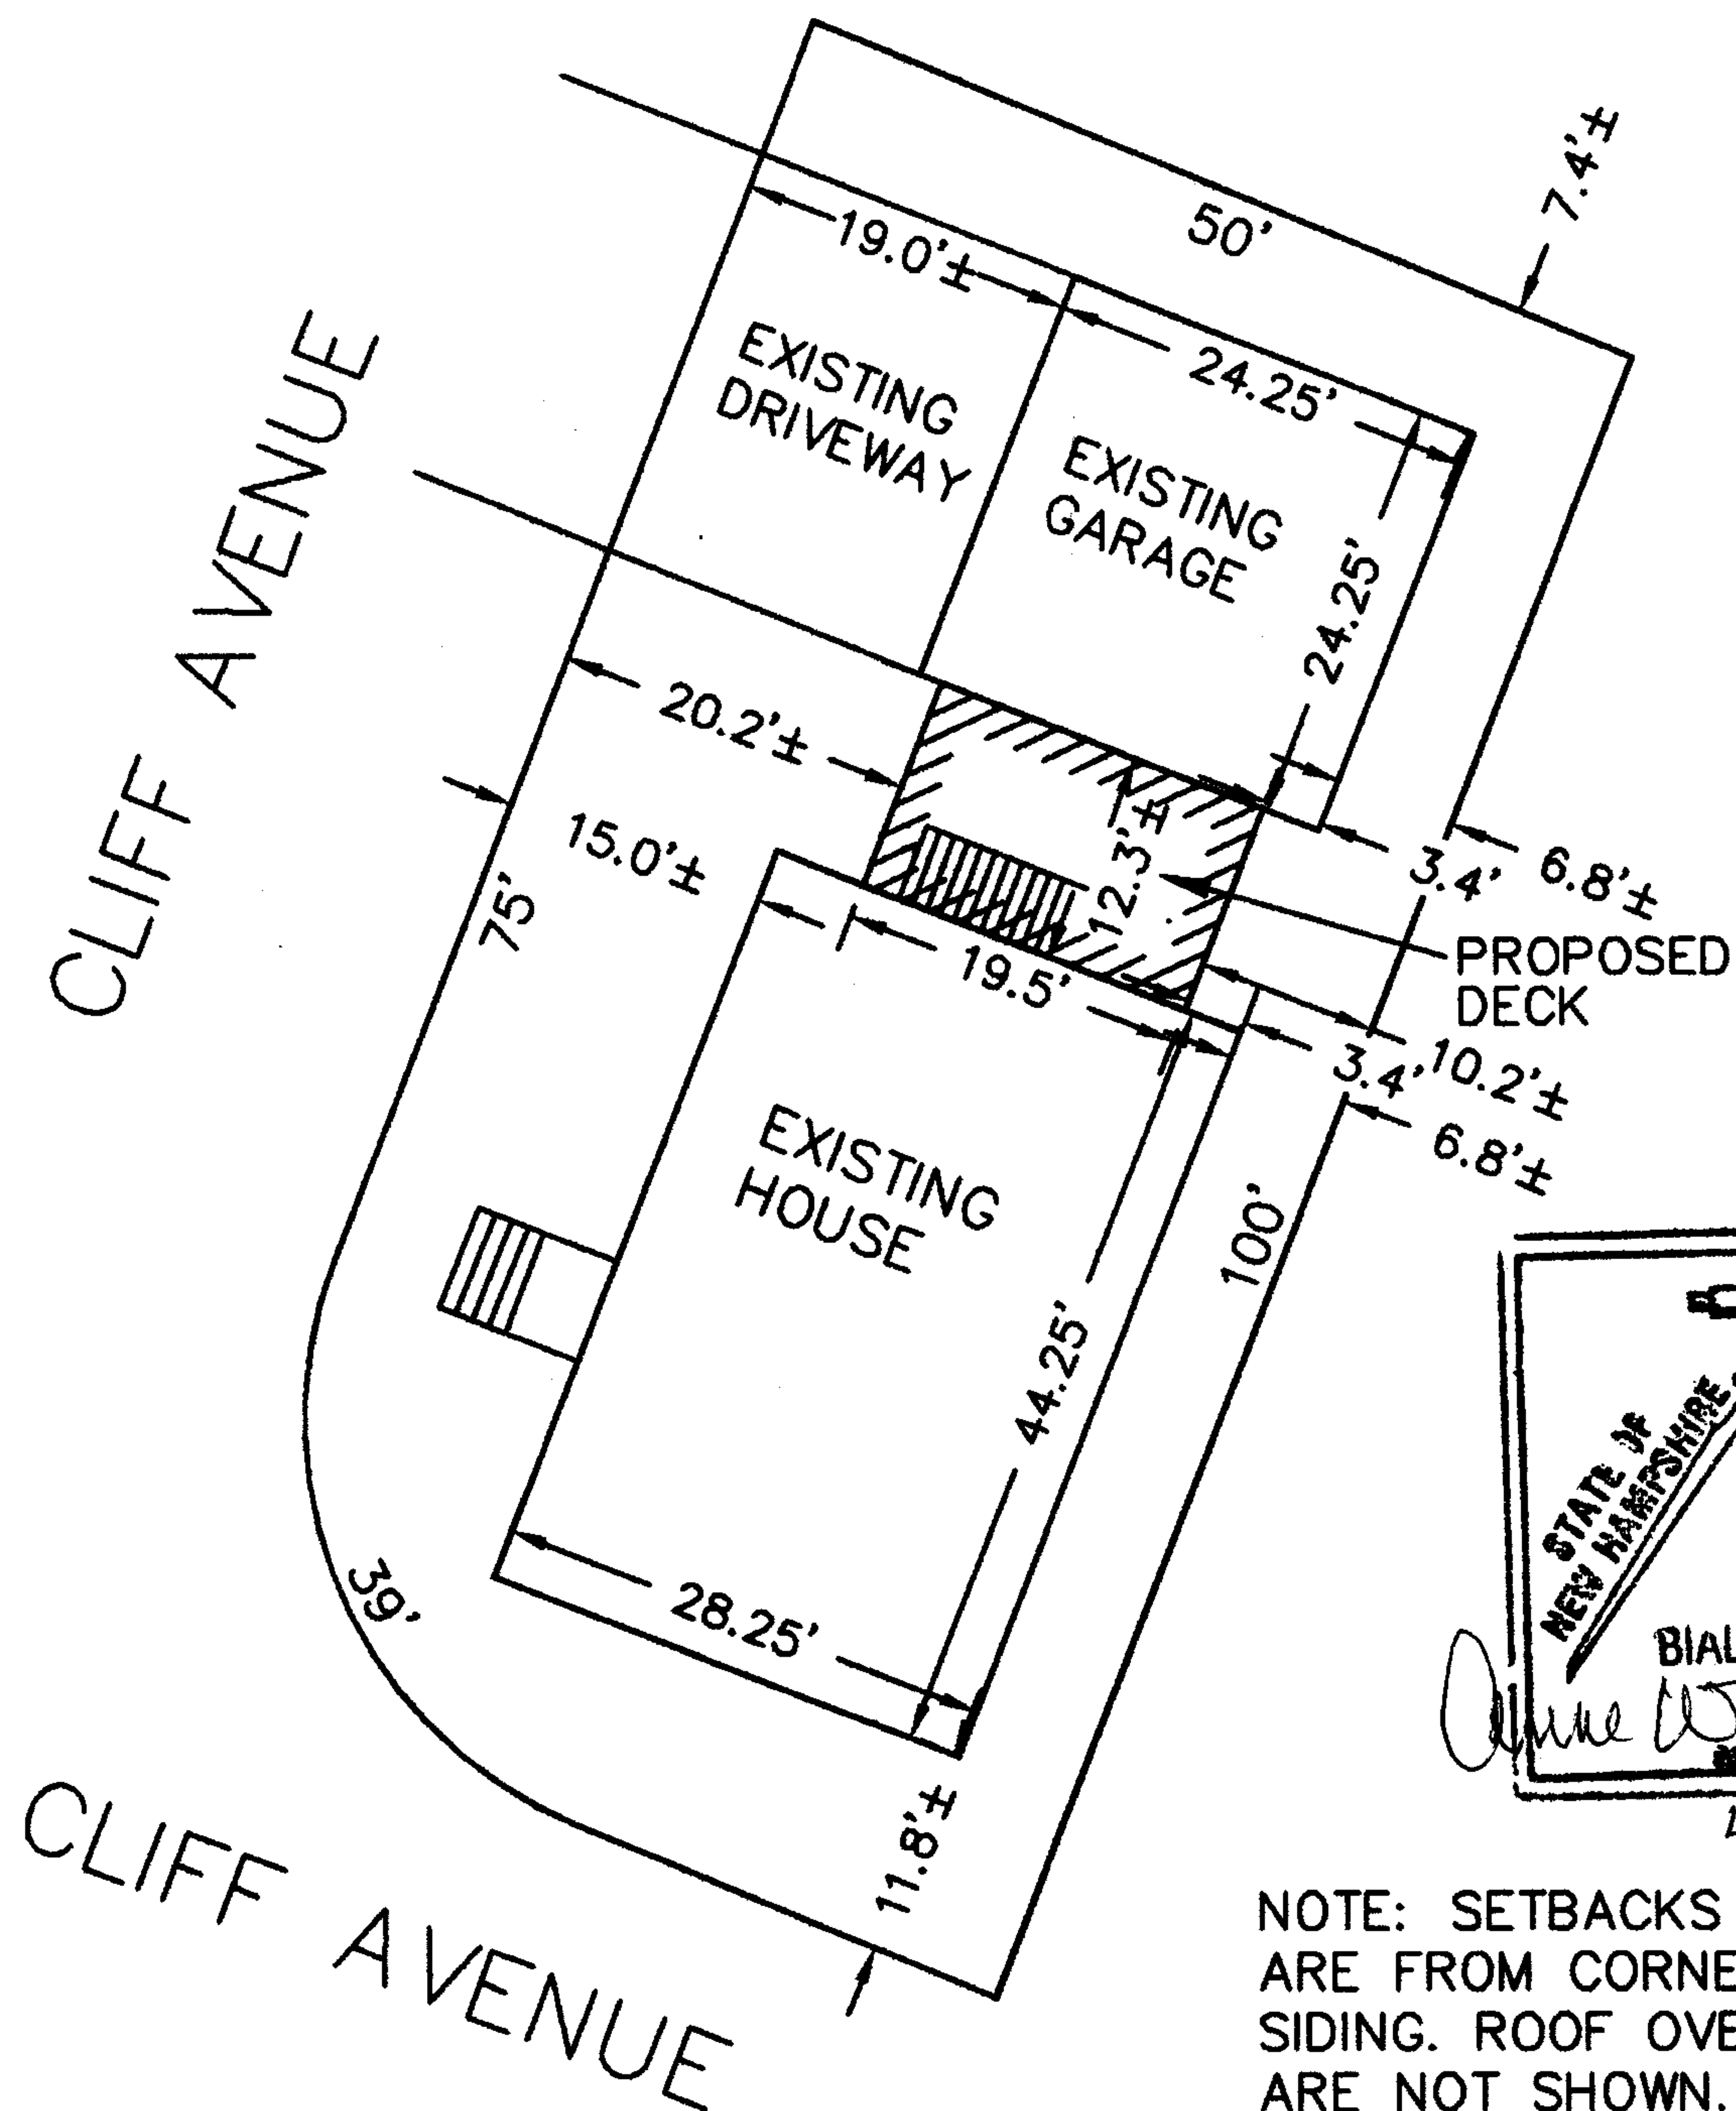 7.4'±
50'
19.0'±
24.25'
EXISTING
DRIVEWAY
EXISTING
GARAGE
24.25'
CLIFF AVENUE
20.2'±
15.0'±
12.3'±
3.4'
6.8'±
75'
19.5'
PROPOSED
DECK
3.4'
10.2'±
6.8'±
EXISTING
HOUSE
100'
44.25'
28.25'
39'
11.8'±
CLIFF AVENUE
STATE OF
NEW HAMPSHIRE
BIAL
NOTE: SETBACKS
ARE FROM CORNE
SIDING. ROOF OVE
ARE NOT SHOWN.